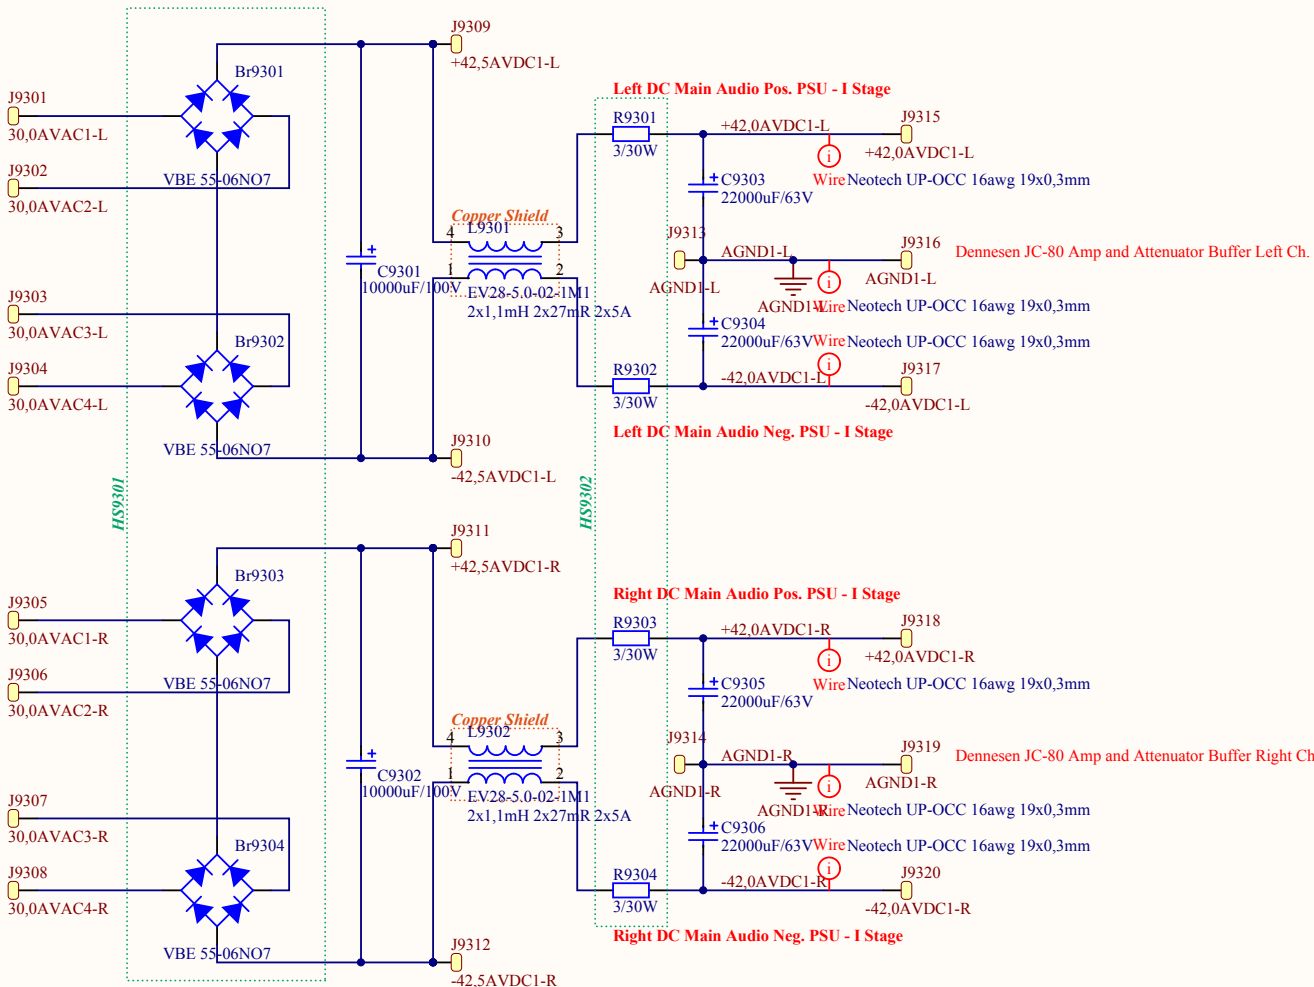 J9309
+42,5AVDC1-L
Br9301
J9301
30,0AVAC1-L
J9302
30,0AVAC2-L
VBE 55-06NO7
Left DC Main Audio Pos. PSU - I Stage
R9301
3/30W
+42,0AVDC1-L
J9315
+42,0AVDC1-L
C9303
22000uF/63V
Wire Neotech UP-OCC 16awg 19x0,3mm
Copper Shield
L9301
4
3
1
2
EV28-5.0-02-1M1
2x1,1mH 2x27mR 2x5A
C9301
10000uF/100V
J9313
AGND1-L
AGND1-L
J9316
AGND1-L
Dennesen JC-80 Amp and Attenuator Buffer Left Ch.
AGND1-L
Wire Neotech UP-OCC 16awg 19x0,3mm
J9303
30,0AVAC3-L
J9304
30,0AVAC4-L
Br9302
VBE 55-06NO7
C9304
22000uF/63V
Wire Neotech UP-OCC 16awg 19x0,3mm
R9302
3/30W
-42,0AVDC1-L
J9317
-42,0AVDC1-L
Left DC Main Audio Neg. PSU - I Stage
J9310
-42,5AVDC1-L
HS9301
HS9302
J9311
+42,5AVDC1-R
Br9303
J9305
30,0AVAC1-R
J9306
30,0AVAC2-R
VBE 55-06NO7
Right DC Main Audio Pos. PSU - I Stage
R9303
3/30W
+42,0AVDC1-R
J9318
+42,0AVDC1-R
C9305
22000uF/63V
Wire Neotech UP-OCC 16awg 19x0,3mm
Copper Shield
L9302
4
3
1
2
EV28-5.0-02-1M1
2x1,1mH 2x27mR 2x5A
C9302
10000uF/100V
J9314
AGND1-R
AGND1-R
J9319
AGND1-R
Dennesen JC-80 Amp and Attenuator Buffer Right Ch
AGND1-R
Wire Neotech UP-OCC 16awg 19x0,3mm
J9307
30,0AVAC3-R
J9308
30,0AVAC4-R
Br9304
VBE 55-06NO7
C9306
22000uF/63V
Wire Neotech UP-OCC 16awg 19x0,3mm
R9304
3/30W
-42,0AVDC1-R
J9320
-42,0AVDC1-R
Right DC Main Audio Neg. PSU - I Stage
J9312
-42,5AVDC1-R